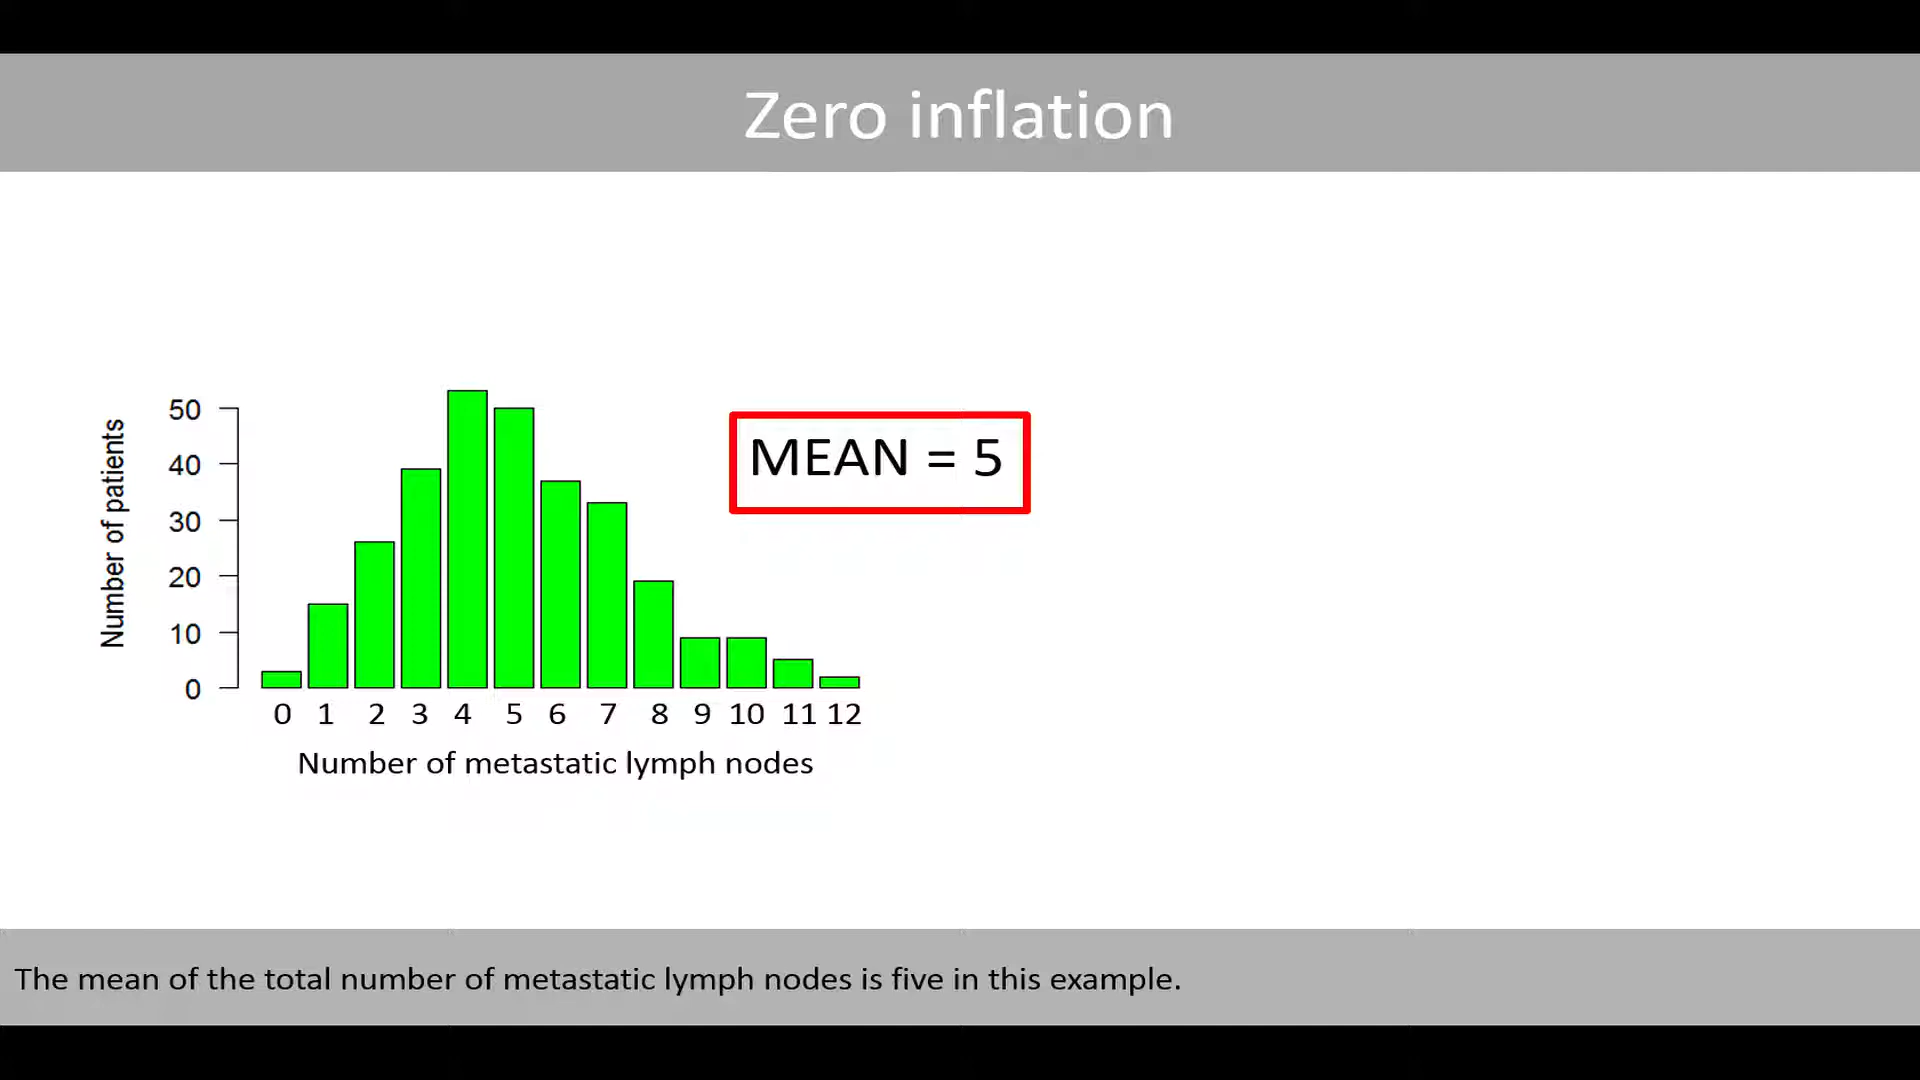 Zero inflation
Number of patients
50
40
30
20
10
0
MEAN = 5
0 1 2 3 4 5 6 7 8 9 10 11 12
Number of metastatic lymph nodes
The mean of the total number of metastatic lymph nodes is five in this example.